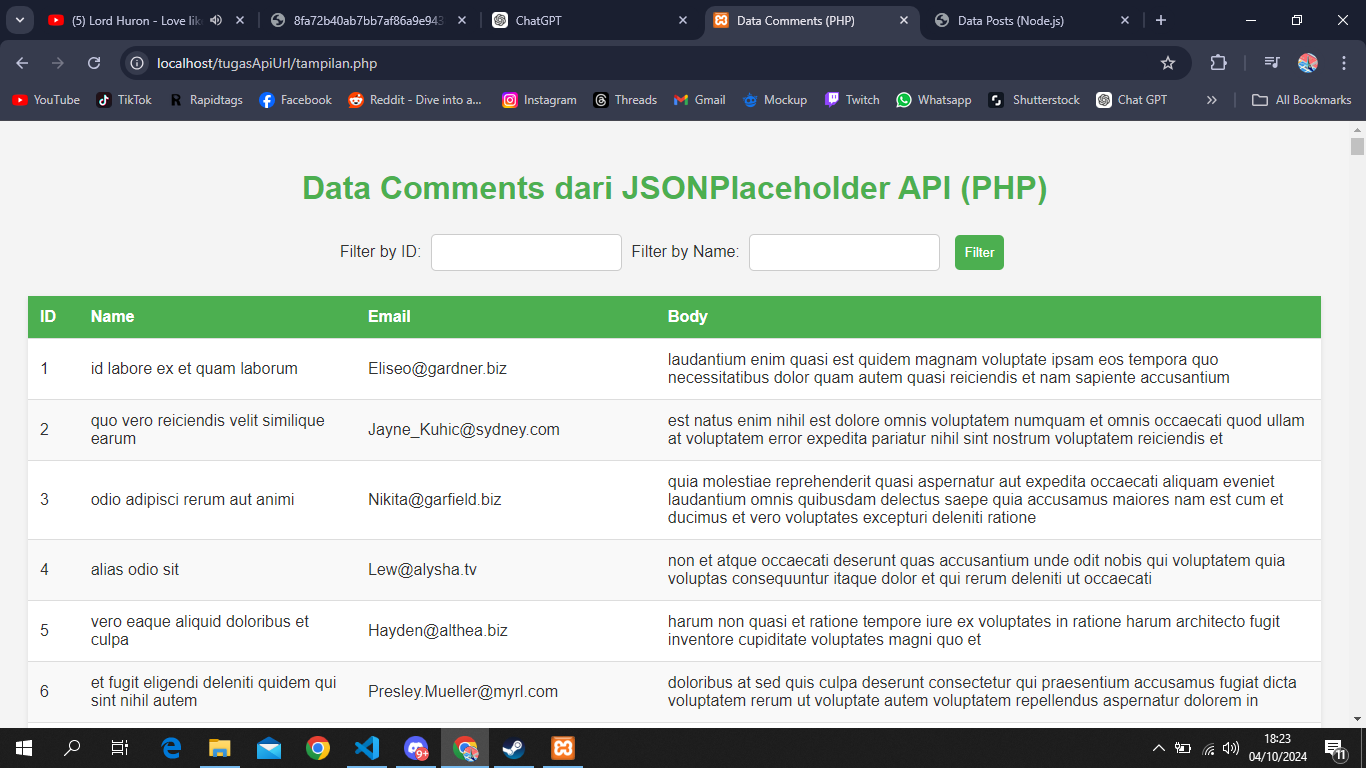 (5) Lord Huron - Love lik
8fa72b40ab7bb7af86a9e943
ChatGPT
Data Comments (PHP)
Data Posts (Node.js)
localhost/tugasApiUrl/tampilan.php
YouTube
TikTok
Rapidtags
Facebook
Reddit - Dive into a...
Instagram
Threads
Gmail
Mockup
Twitch
Whatsapp
Shutterstock
Chat GPT
All Bookmarks
Data Comments dari JSONPlaceholder API (PHP)
Filter by ID:
Filter by Name:
Filter
ID Name Email Body
1 id labore ex et quam laborum Eliseo@gardner.biz
laudantium enim quasi est quidem magnam voluptate ipsam eos tempora quo
necessitatibus dolor quam autem quasi reiciendis et nam sapiente accusantium
2
quo vero reiciendis velit similique
earum
Jayne_Kuhic@sydney.com
est natus enim nihil est dolore omnis voluptatem numquam et omnis occaecati quod ullam
at voluptatem error expedita pariatur nihil sint nostrum voluptatem reiciendis et
3 odio adipisci rerum aut animi Nikita@garfield.biz
quia molestiae reprehenderit quasi aspernatur aut expedita occaecati aliquam eveniet
laudantium omnis quibusdam delectus saepe quia accusamus maiores nam est cum et
ducimus et vero voluptates excepturi deleniti ratione
4 alias odio sit Lew@alysha.tv
non et atque occaecati deserunt quas accusantium unde odit nobis qui voluptatem quia
voluptas consequuntur itaque dolor et qui rerum deleniti ut occaecati
5
vero eaque aliquid doloribus et
culpa
Hayden@althea.biz
harum non quasi et ratione tempore iure ex voluptates in ratione harum architecto fugit
inventore cupiditate voluptates magni quo et
6
et fugit eligendi deleniti quidem qui
sint nihil autem
Presley.Mueller@myrl.com
doloribus at sed quis culpa deserunt consectetur qui praesentium accusamus fugiat dicta
voluptatem rerum ut voluptate autem voluptatem repellendus aspernatur dolorem in
9+
18:23
04/10/2024
11